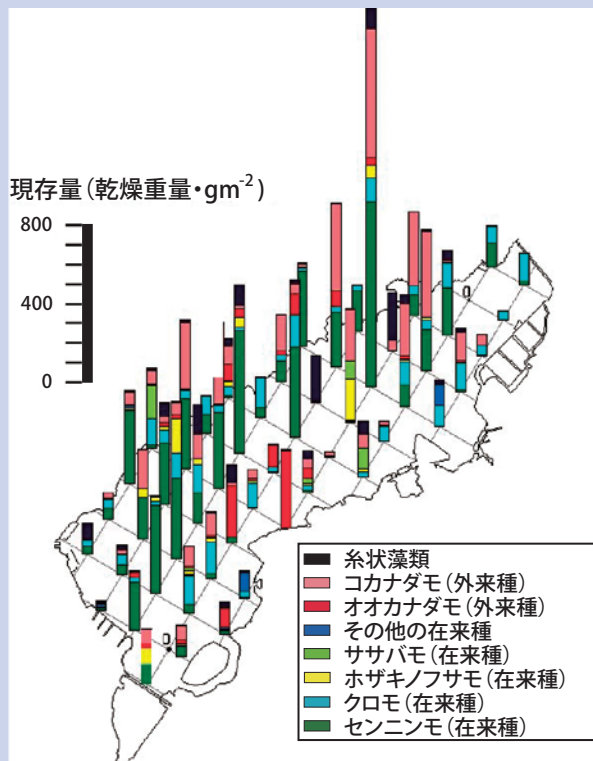 現存量(乾燥重量・gm-2)
800
400
0
糸状藻類
コカナダモ(外来種)
オオカナダモ(外来種)
その他の在来種
ササバモ(在来種)
ホザキノフサモ(在来種)
クロモ(在来種)
センニンモ(在来種)